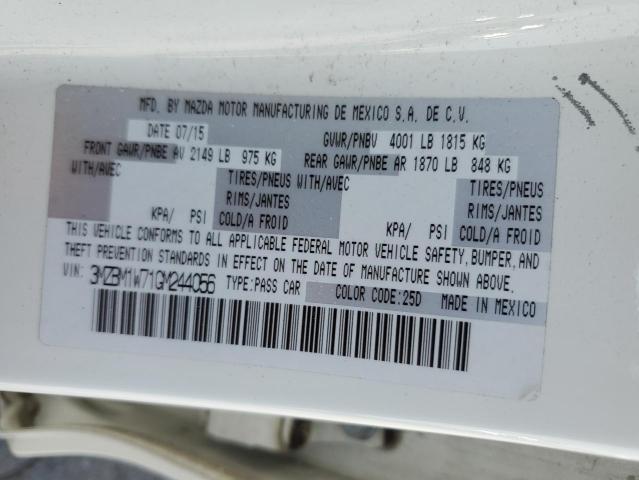 MFD. BY MAZDA MOTOR MANUFACTURING DE MEXICO S.A. DE C.V.
DATE 07/15 GVWR/PNBV 4001 LB 1815 KG
FRONT GAWR/PNBE AV 2149 LB 975 KG REAR GAWR/PNBE AR 1870 LB 848 KG
WITH/AVEC TIRES/PNEUS WITH/AVEC TIRES/PNEUS
RIMS/JANTES RIMS/JANTES
KPA/ PSI COLD/A FROID KPA/ PSI COLD/A FROID
THIS VEHICLE CONFORMS TO ALL APPLICABLE FEDERAL MOTOR VEHICLE SAFETY, BUMPER, AND
THEFT PREVENTION STANDARDS IN EFFECT ON THE DATE OF MANUFACTURE SHOWN ABOVE.
VIN: 3MZBM1W71GM244056 TYPE:PASS CAR COLOR CODE:25D MADE IN MEXICO